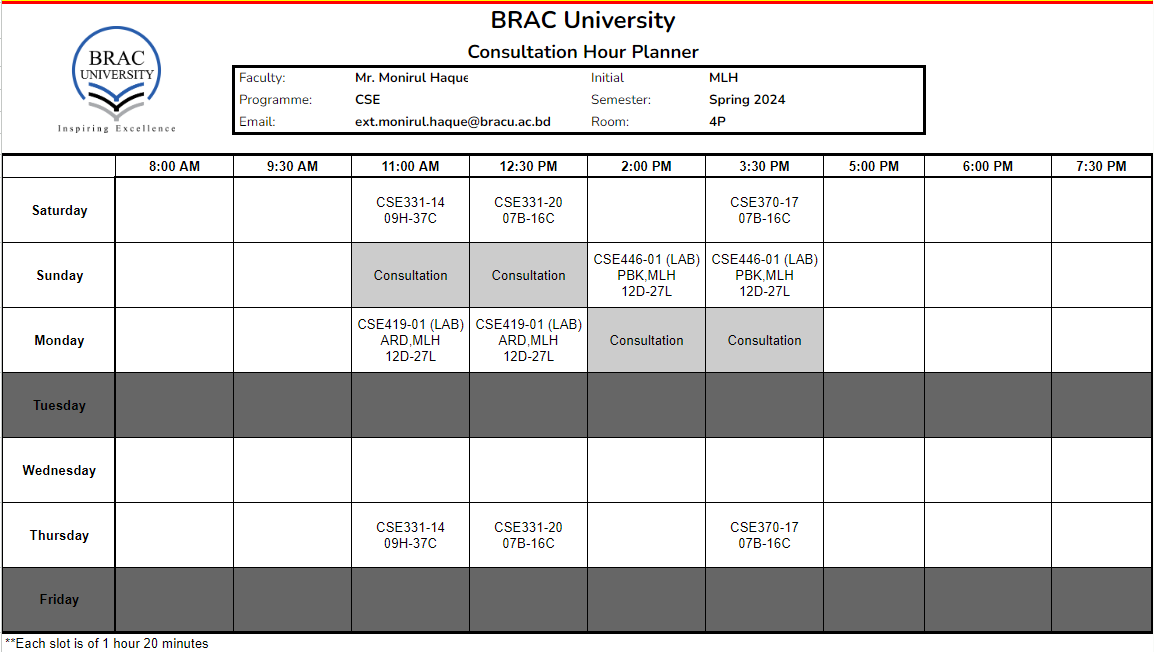 BRAC University
Consultation Hour Planner
BRAC
UNIVERSITY
Inspiring Excellence
Faculty: Mr. Monirul Haque Initial MLH
Programme: CSE Semester: Spring 2024
Email: ext.monirul.haque@bracu.ac.bd Room: 4P
8:00 AM 9:30 AM 11:00 AM 12:30 PM 2:00 PM 3:30 PM 5:00 PM 6:00 PM 7:30 PM
Saturday
CSE331-14
09H-37C
CSE331-20
07B-16C
CSE370-17
07B-16C
Sunday
Consultation
Consultation
CSE446-01 (LAB)
PBK,MLH
12D-27L
CSE446-01 (LAB)
PBK,MLH
12D-27L
Monday
CSE419-01 (LAB)
ARD,MLH
12D-27L
CSE419-01 (LAB)
ARD,MLH
12D-27L
Consultation
Consultation
Tuesday
Wednesday
Thursday
CSE331-14
09H-37C
CSE331-20
07B-16C
CSE370-17
07B-16C
Friday
**Each slot is of 1 hour 20 minutes